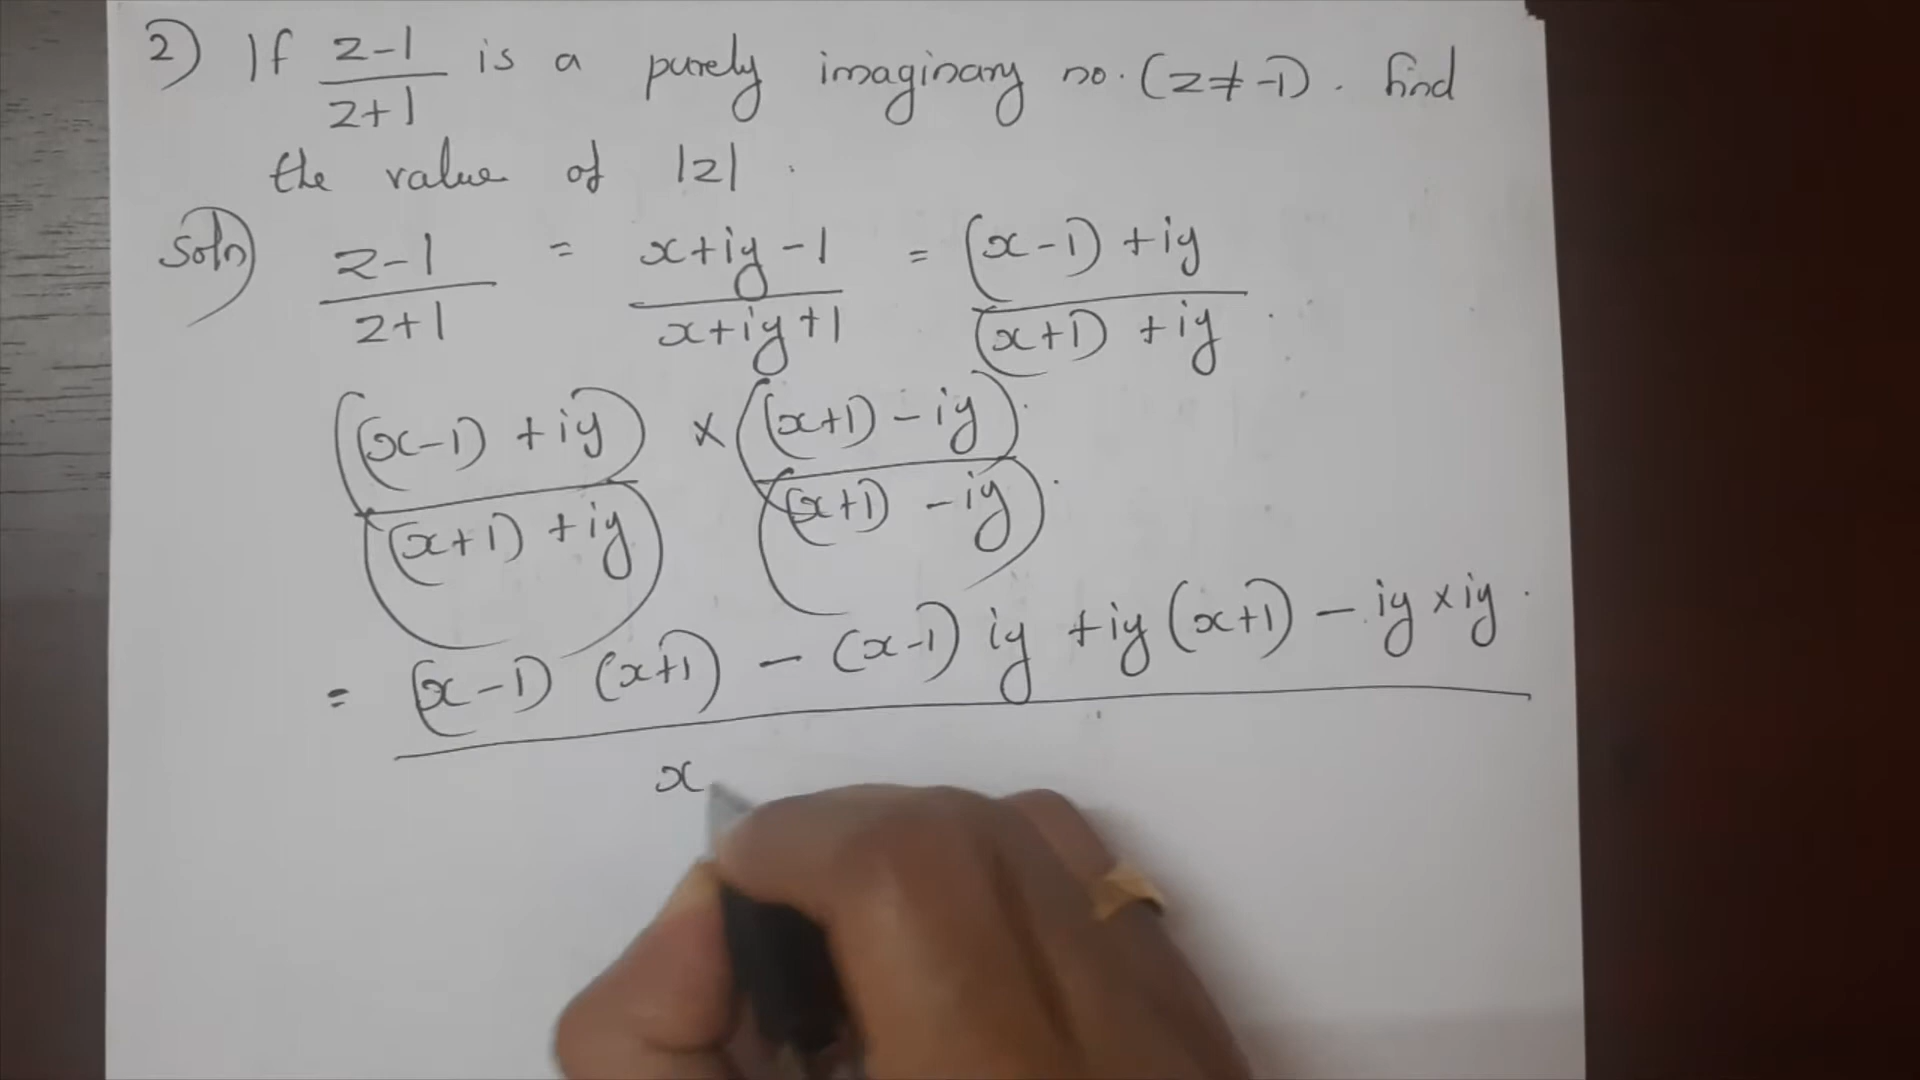 2) If z-1/z+1 is a purely imaginary no. (z≠-1). find
the value of |z|.
Soln) z-1/z+1 = x+iy-1/x+iy+1 = (x-1)+iy/(x+1)+iy.
((x-1)+iy)/((x+1)+iy) × ((x+1)-iy)/((x+1)-iy).
= (x-1)(x+1) - (x-1)iy + iy(x+1) - iy×iy.
x